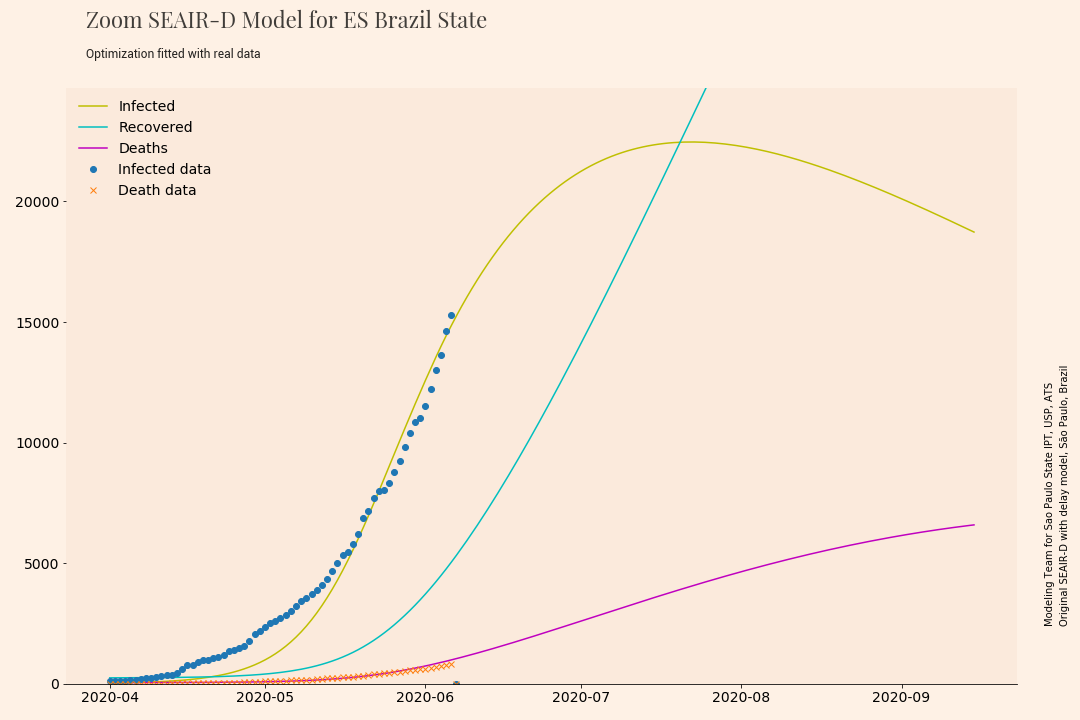 Zoom SEAIR-D Model for ES Brazil State
Optimization fitted with real data
Infected
Recovered
Deaths
Infected data
Death data
20000
15000
10000
5000
0
2020-04 2020-05 2020-06 2020-07 2020-08 2020-09
Modeling Team for Sao Paulo State IPT, USP, ATS
Original SEAIR-D with delay model, São Paulo, Brazil